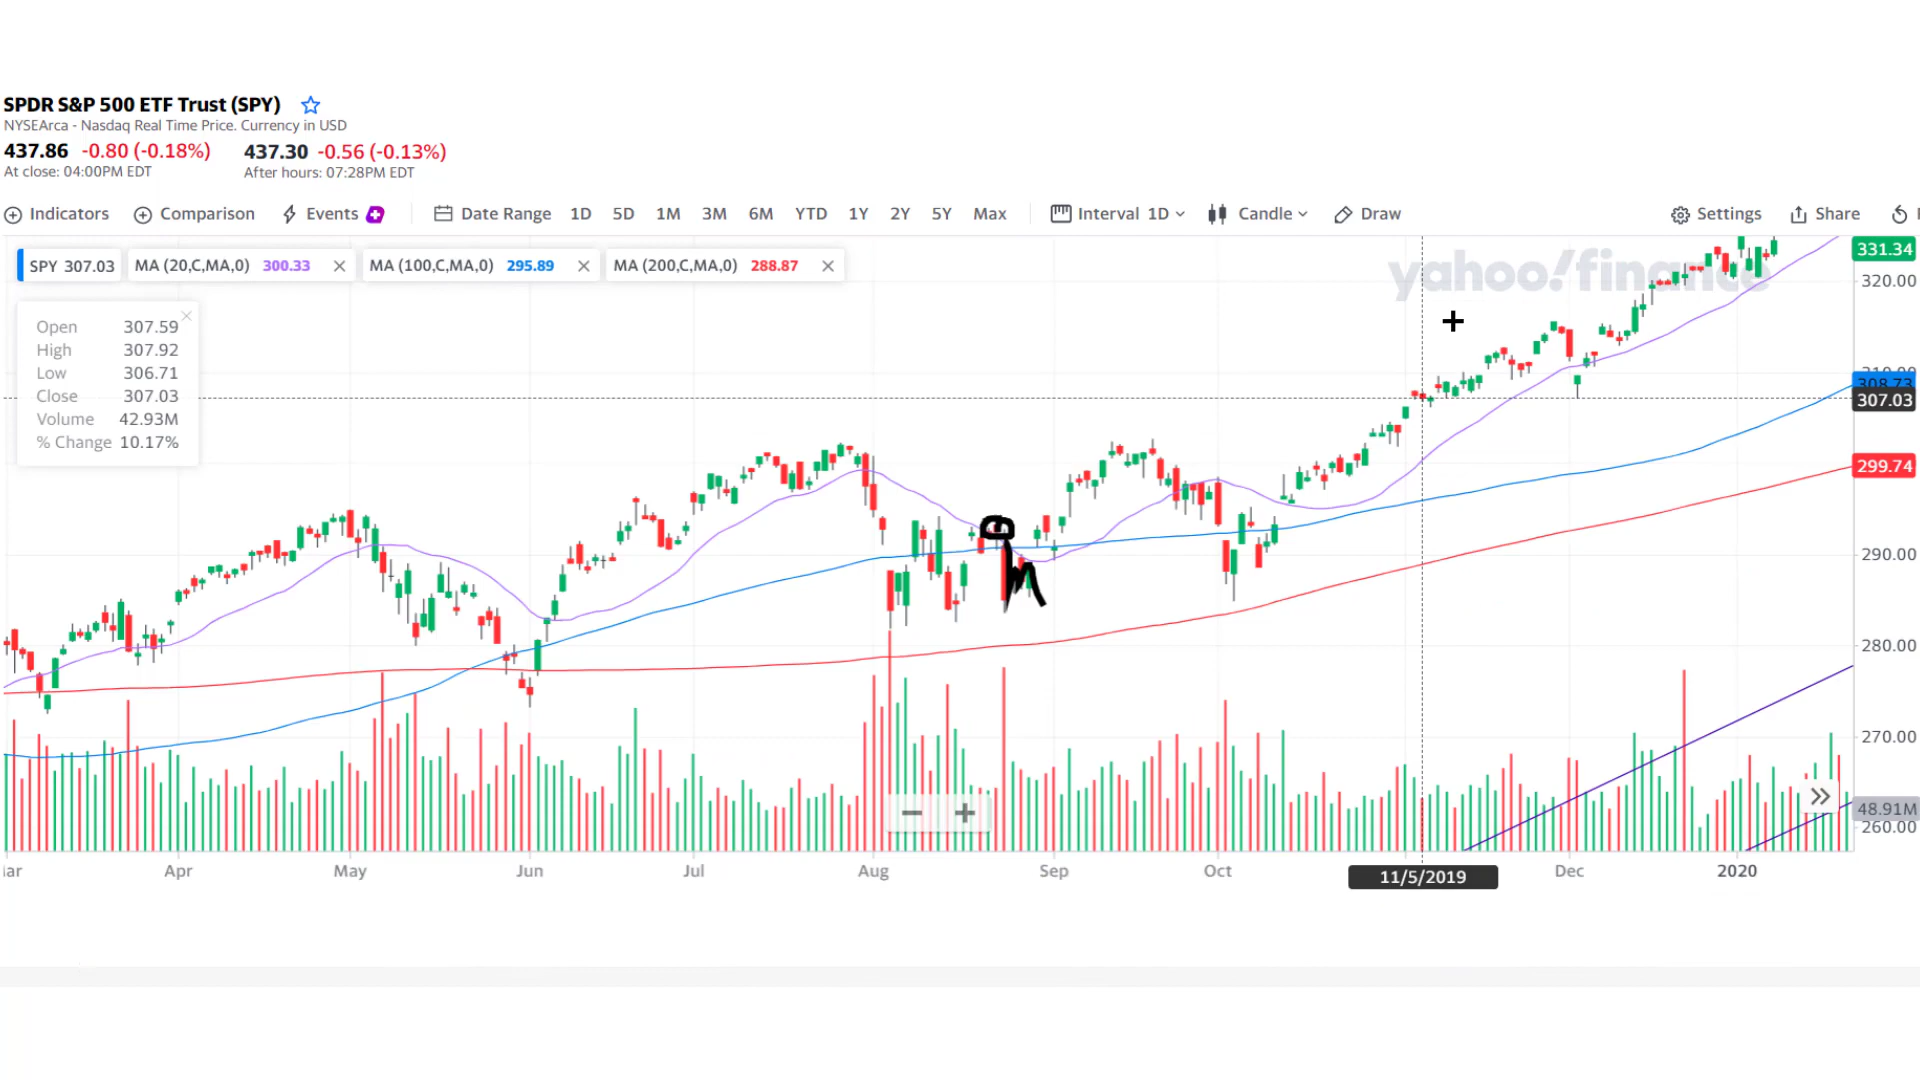 SPDR S&P 500 ETF Trust (SPY)
NYSEArca - Nasdaq Real Time Price. Currency in USD
437.86 -0.80 (-0.18%) 437.30 -0.56 (-0.13%)
At close: 04:00PM EDT After hours: 07:28PM EDT
Indicators Comparison Events Date Range 1D 5D 1M 3M 6M YTD 1Y 2Y 5Y Max Interval 1D Candle Draw Settings Share
SPY 307.03 MA (20,C,MA,0) 300.33 MA (100,C,MA,0) 295.89 MA (200,C,MA,0) 288.87
yahoo!finance
331.34
320.00
Open 307.59
High 307.92
Low 306.71
Close 307.03
Volume 42.93M
% Change 10.17%
310.00
308.73
307.03
299.74
290.00
280.00
270.00
48.91M
260.00
Apr May Jun Jul Aug Sep Oct 11/5/2019 Dec 2020